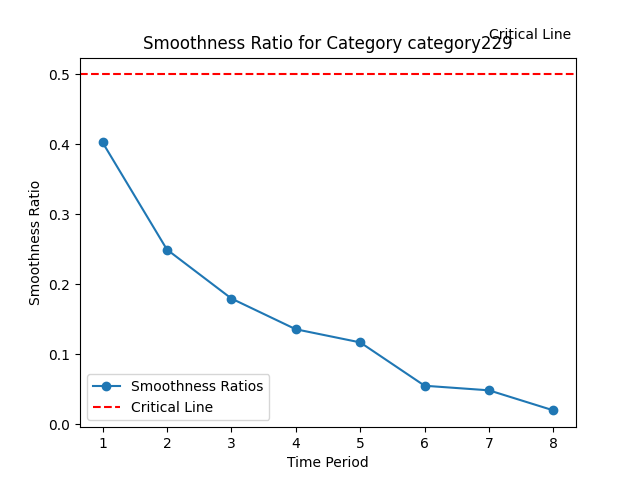 Critical Line
Smoothness Ratio for Category category229
0.5
0.4
0.3
0.2
0.1
0.0
Smoothness Ratio
Smoothness Ratios
Critical Line
1 2 3 4 5 6 7 8
Time Period